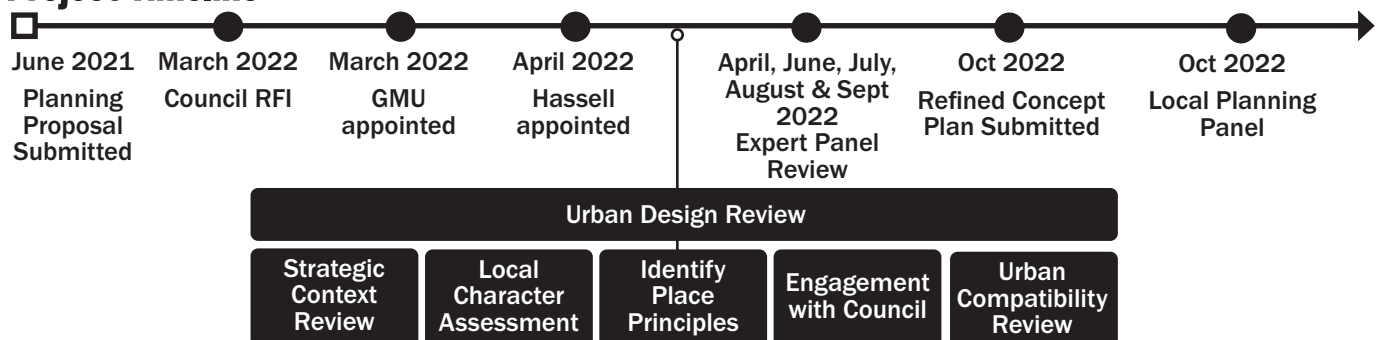 June 2021
Planning
Proposal
Submitted
March 2022
Council RFI
March 2022
GMU
appointed
April 2022
Hassell
appointed
April, June, July,
August & Sept
2022
Expert Panel
Review
Oct 2022
Refined Concept
Plan Submitted
Oct 2022
Local Planning
Panel
Urban Design Review
Strategic
Context
Review
Local
Character
Assessment
Identify
Place
Principles
Engagement
with Council
Urban
Compatibility
Review